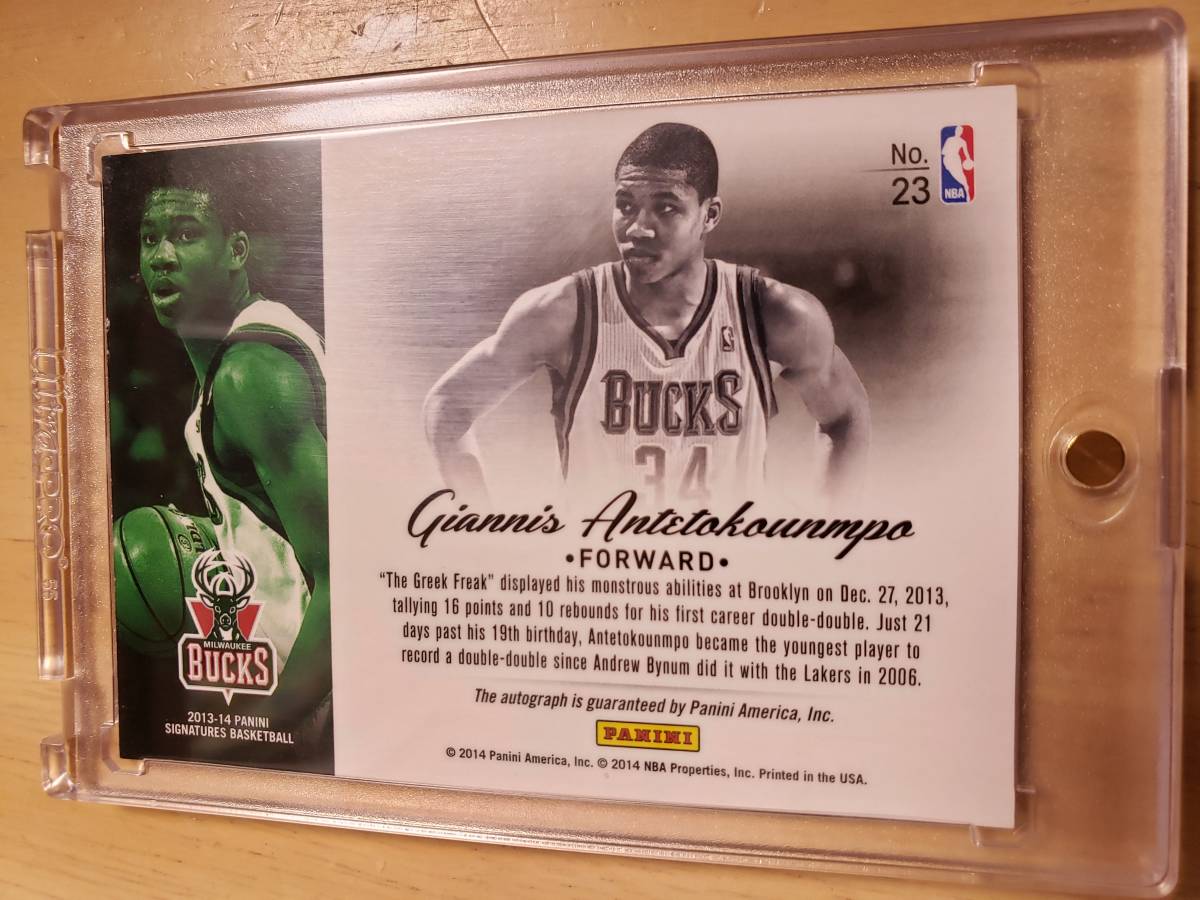 No.
23
NBA
BUCKS
34
Giannis Antetokounmpo
•FORWARD•
“The Greek Freak” displayed his monstrous abilities at Brooklyn on Dec. 27, 2013,
tallying 16 points and 10 rebounds for his first career double-double. Just 21
days past his 19th birthday, Antetokounmpo became the youngest player to
record a double-double since Andrew Bynum did it with the Lakers in 2006.
The autograph is guaranteed by Panini America, Inc.
PANINI
© 2014 Panini America, Inc. © 2014 NBA Properties, Inc. Printed in the USA.
MILWAUKEE
BUCKS
2013-14 PANINI
SIGNATURES BASKETBALL
Ultra PRO®